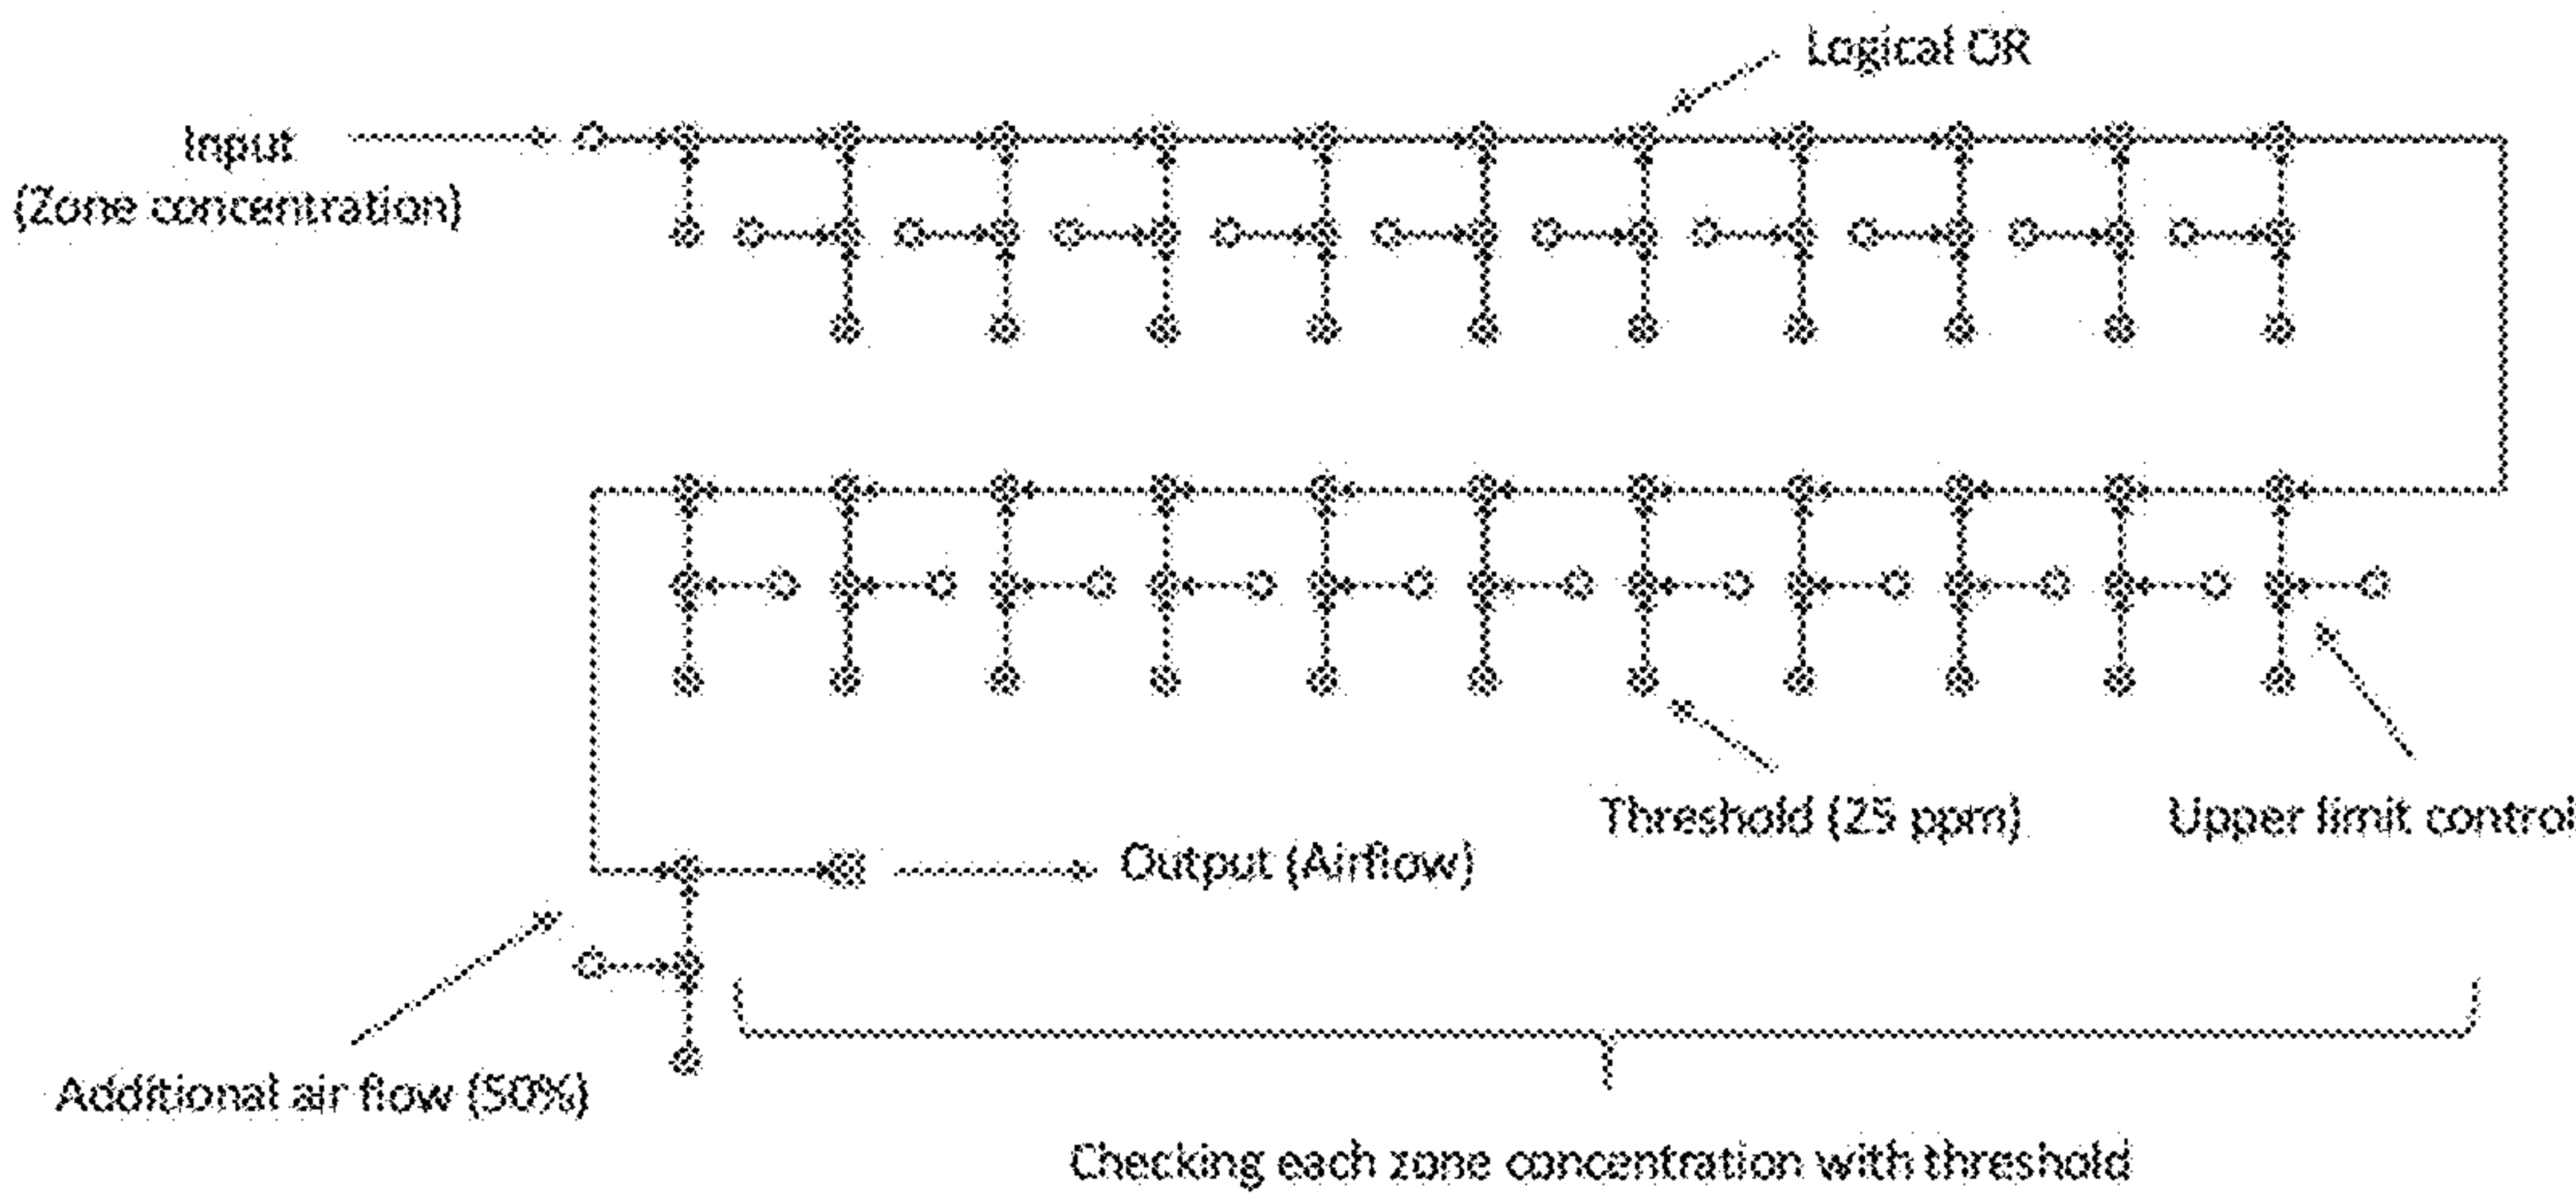 Logical OR
Input
(Zone concentration)
Threshold (25 ppm)
Upper limit control
Output (Airflow)
Additional air flow (50%)
Checking each zone concentration with threshold